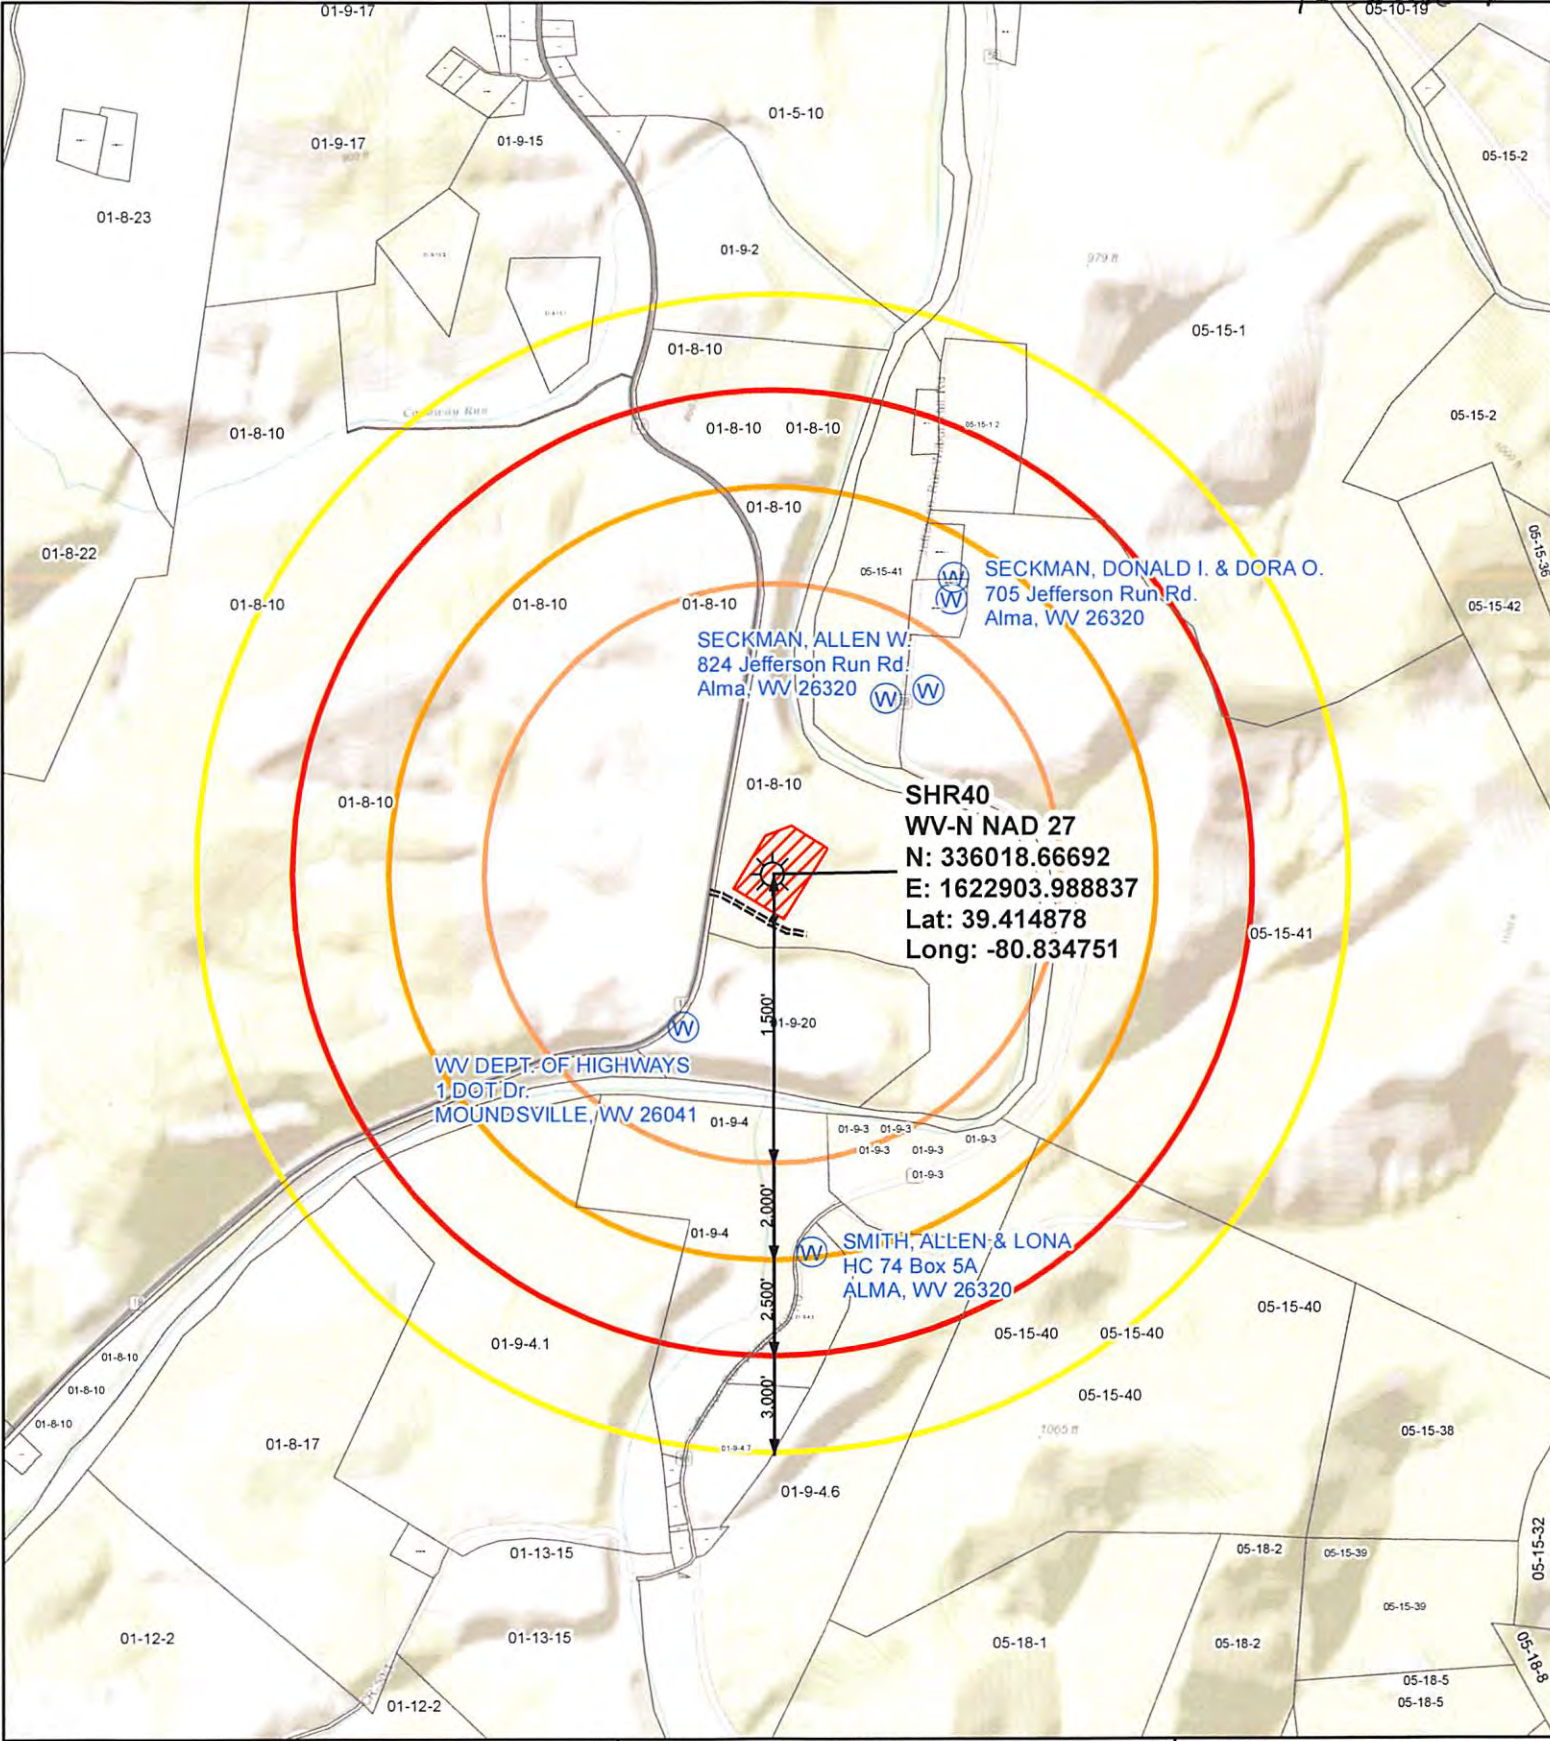 01-9-17
05-10-19
01-5-10
01-9-17
01-9-15
05-15-2
01-8-23
01-9-2
979 ft
05-15-1
01-8-10
05-15-2
01-8-10
01-8-10
01-8-10
05-15-1.2
01-8-10
01-8-22
05-15-36
05-15-41
SECKMAN, DONALD I. & DORA O.
705 Jefferson Run Rd.
Alma, WV 26320
W
W
01-8-10
01-8-10
01-8-10
05-15-42
SECKMAN, ALLEN W.
824 Jefferson Run Rd.
Alma, WV 26320
W
W
01-8-10
01-8-10
SHR40
WV-N NAD 27
N: 336018.66692
E: 1622903.988837
Lat: 39.414878
Long: -80.834751
05-15-41
1,500'
01-9-20
W
WV DEPT. OF HIGHWAYS
1 DOT Dr.
MOUNDSVILLE, WV 26041
01-9-4
01-9-3
01-9-3
01-9-3
01-9-3
01-9-3
01-9-3
2,000'
01-9-4
W
SMITH, ALLEN & LONA
HC 74 Box 5A
ALMA, WV 26320
2,500'
05-15-40
01-9-4.1
05-15-40
05-15-40
01-8-10
01-8-10
01-8-10
3,000'
05-15-40
1065 ft
05-15-38
01-8-17
01-9-4.7
01-9-4.6
05-15-32
01-13-15
05-18-2
05-15-39
05-15-39
01-12-2
01-13-15
05-18-1
05-18-2
05-18-8
05-18-5
05-18-5
01-12-2